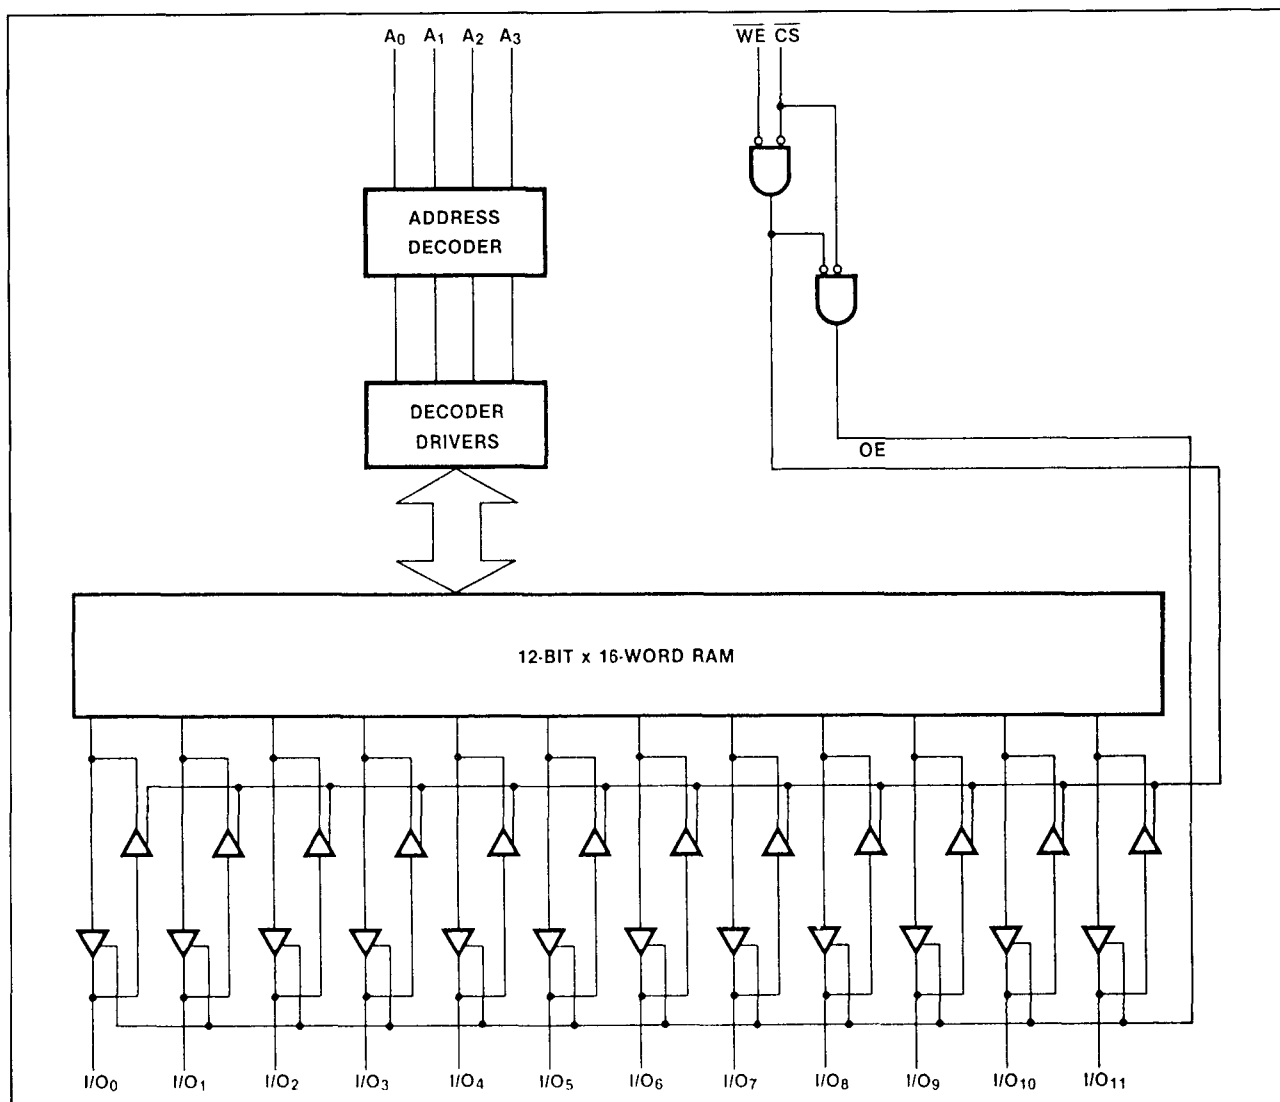 A0 A1 A2 A3 WE CS
ADDRESS
DECODER
DECODER
DRIVERS
OE
12-BIT x 16-WORD RAM
I/O0 I/O1 I/O2 I/O3 I/O4 I/O5 I/O6 I/O7 I/O8 I/O9 I/O10 I/O11